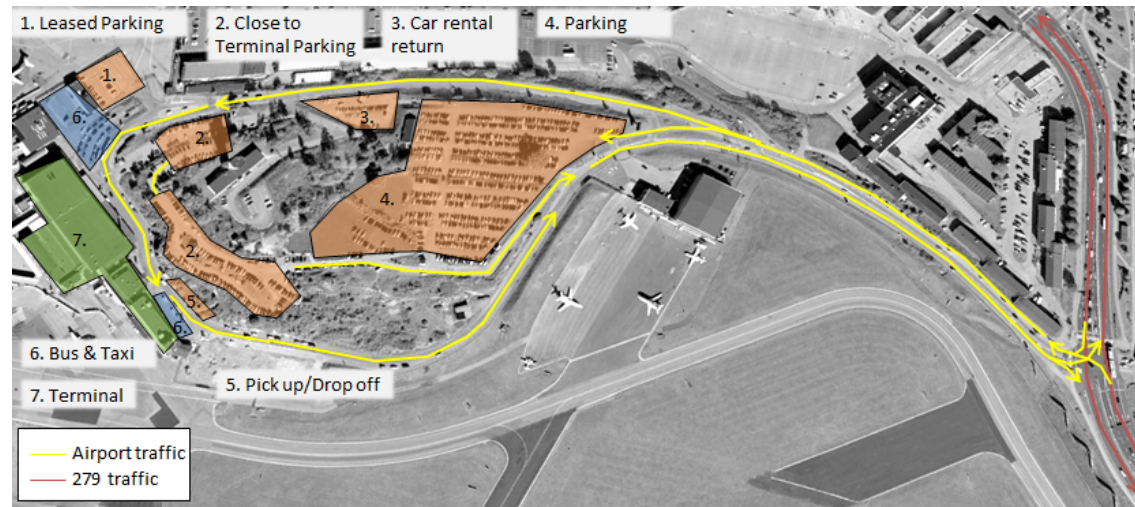 1. Leased Parking
2. Close to
Terminal Parking
3. Car rental
return
4. Parking
1.
6.
2.
3.
4.
7.
2.
5.
6.
6. Bus & Taxi
7. Terminal
5. Pick up/Drop off
Airport traffic
279 traffic